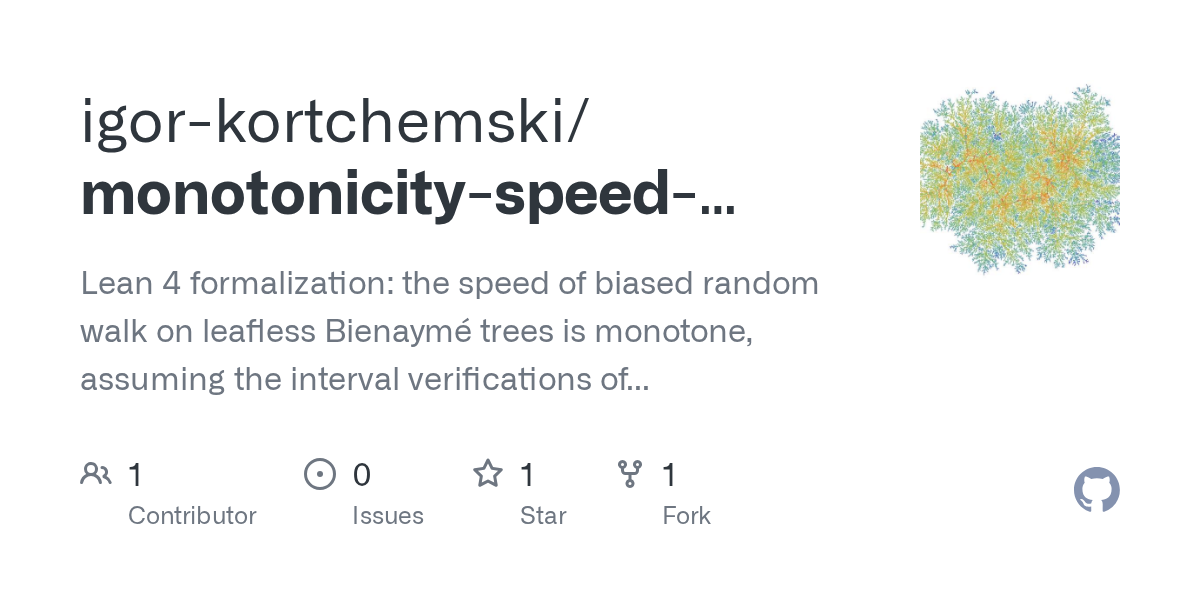 igor-kortchemski/
monotonicity-speed-...
Lean 4 formalization: the speed of biased random
walk on leafless Bienaymé trees is monotone,
assuming the interval verifications of...
1 0 1 1
Contributor Issues Star Fork